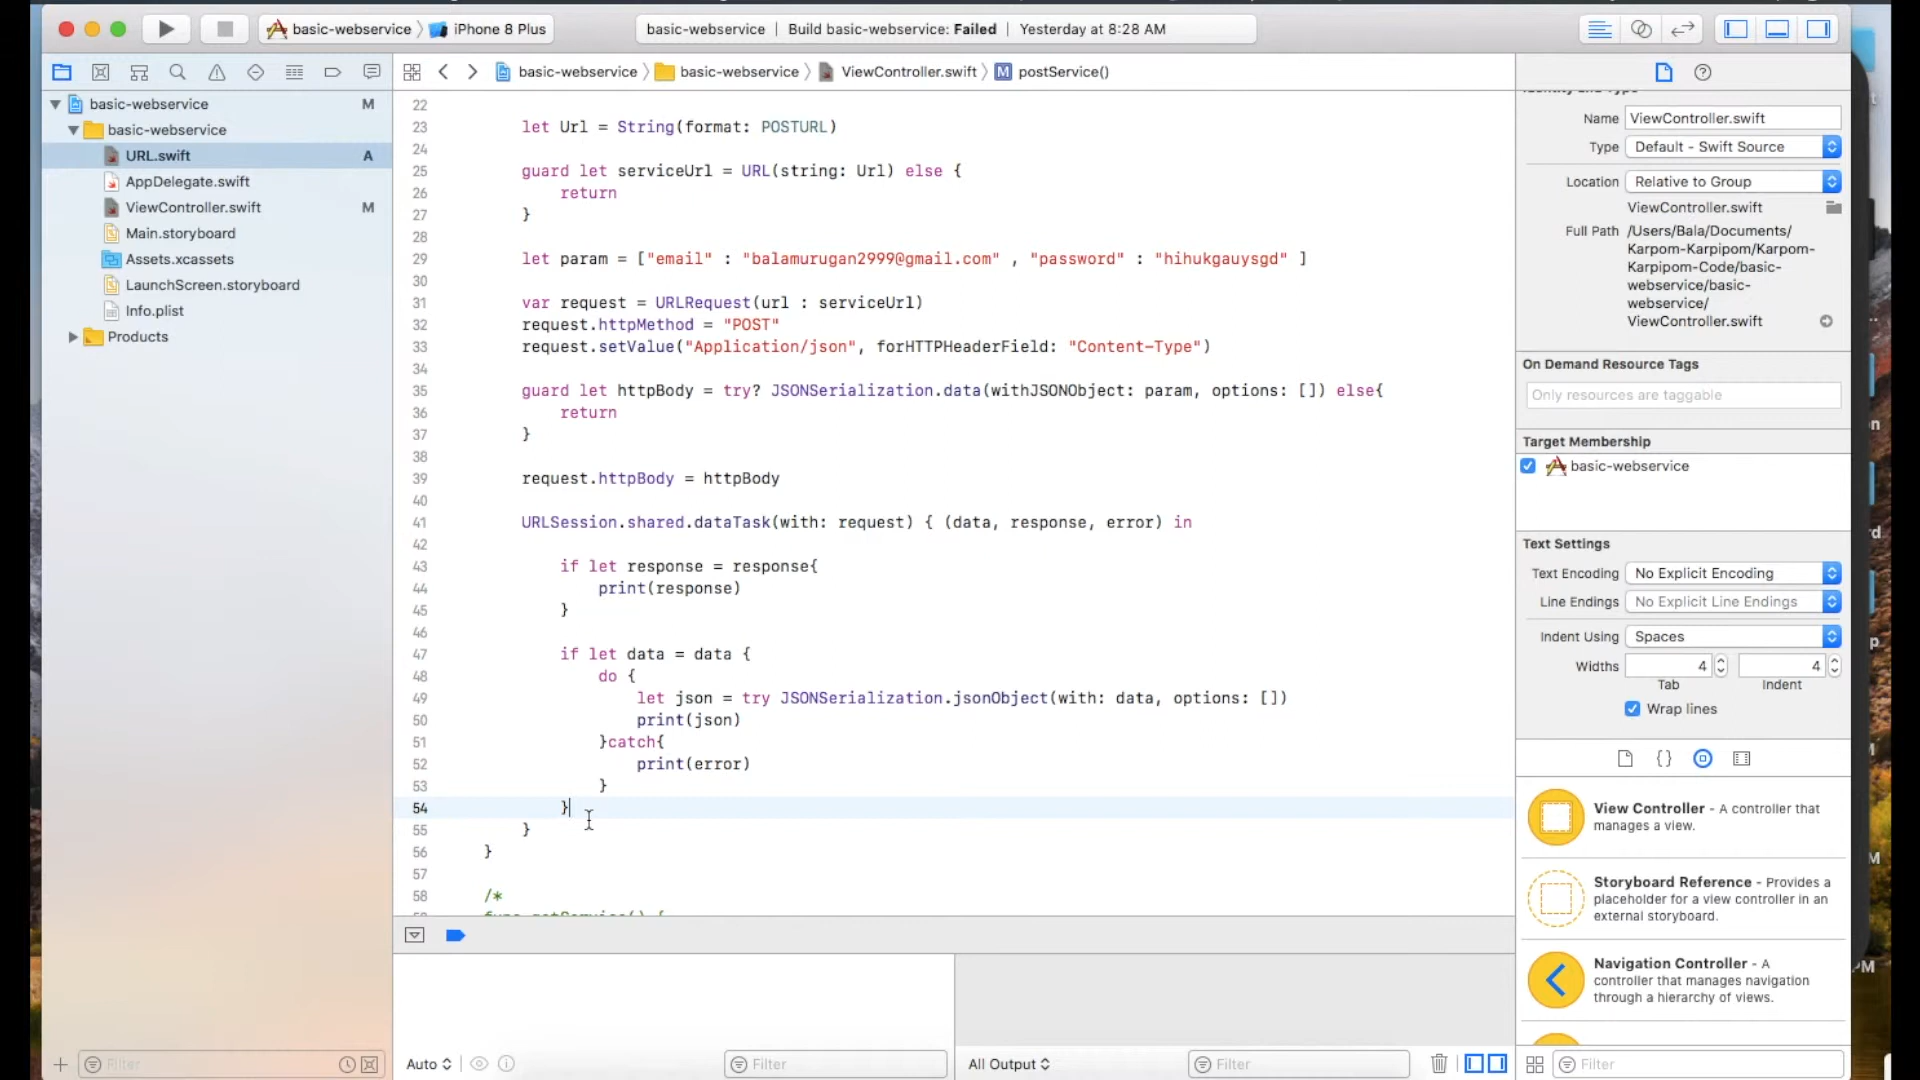 basic-webservice iPhone 8 Plus
basic-webservice | Build basic-webservice: Failed | Yesterday at 8:28 AM
basic-webservice basic-webservice ViewController.swift M postService()
basic-webservice M
basic-webservice
URL.swift A
AppDelegate.swift
ViewController.swift M
Main.storyboard
Assets.xcassets
LaunchScreen.storyboard
Info.plist
Products
22
23 let Url = String(format: POSTURL)
24
25 guard let serviceUrl = URL(string: Url) else {
26 return
27 }
28
29 let param = ["email" : "balamurugan2999@gmail.com" , "password" : "hihukgauysgd" ]
30
31 var request = URLRequest(url : serviceUrl)
32 request.httpMethod = "POST"
33 request.setValue("Application/json", forHTTPHeaderField: "Content-Type")
34
35 guard let httpBody = try? JSONSerialization.data(withJSONObject: param, options: []) else{
36 return
37 }
38
39 request.httpBody = httpBody
40
41 URLSession.shared.dataTask(with: request) { (data, response, error) in
42
43 if let response = response{
44 print(response)
45 }
46
47 if let data = data {
48 do {
49 let json = try JSONSerialization.jsonObject(with: data, options: [])
50 print(json)
51 }catch{
52 print(error)
53 }
54 }
55 }
56 }
57
58 /*
func getService() {
Identity and Type
Name ViewController.swift
Type Default - Swift Source
Location Relative to Group
ViewController.swift
Full Path /Users/Bala/Documents/
Karpom-Karpipom/Karpom-
Karpipom-Code/basic-
webservice/basic-
webservice/
ViewController.swift
On Demand Resource Tags
Only resources are taggable
Target Membership
basic-webservice
Text Settings
Text Encoding No Explicit Encoding
Line Endings No Explicit Line Endings
Indent Using Spaces
Widths 4 4
Tab Indent
Wrap lines
{}
View Controller - A controller that
manages a view.
Storyboard Reference - Provides a
placeholder for a view controller in an
external storyboard.
Navigation Controller - A
controller that manages navigation
through a hierarchy of views.
Filter
Auto
Filter
All Output
Filter
Filter